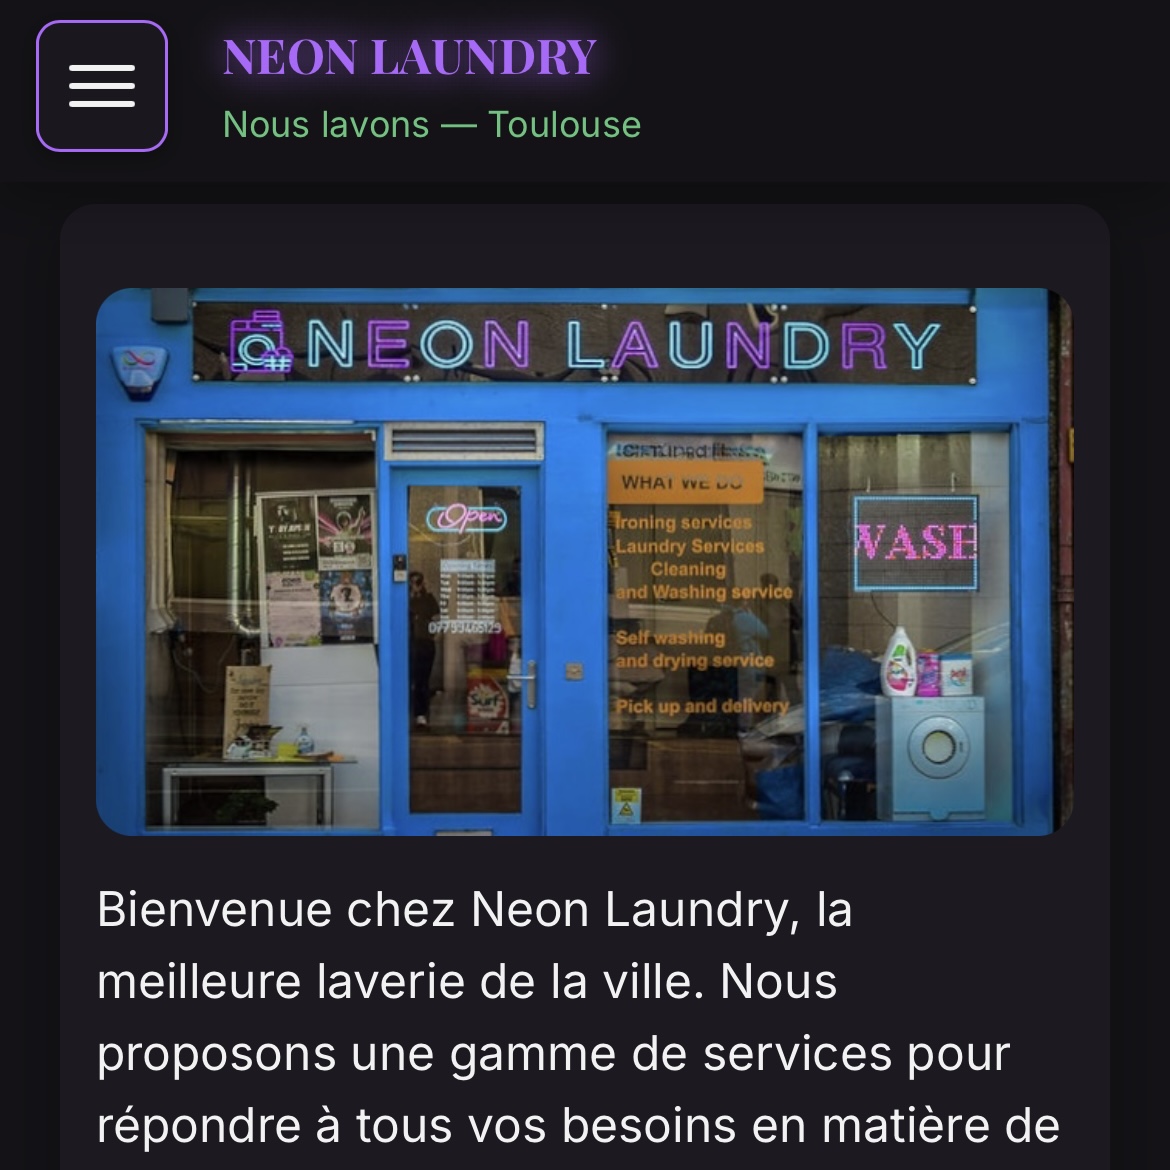 NEON LAUNDRY
Nous lavons — Toulouse
NEON LAUNDRY
WHAT WE DO
Open
Ironing services
Laundry Services
Cleaning
and Washing service
WASH
Self washing
and drying service
Surf
Pick up and delivery
Bienvenue chez Neon Laundry, la
meilleure laverie de la ville. Nous
proposons une gamme de services pour
répondre à tous vos besoins en matière de